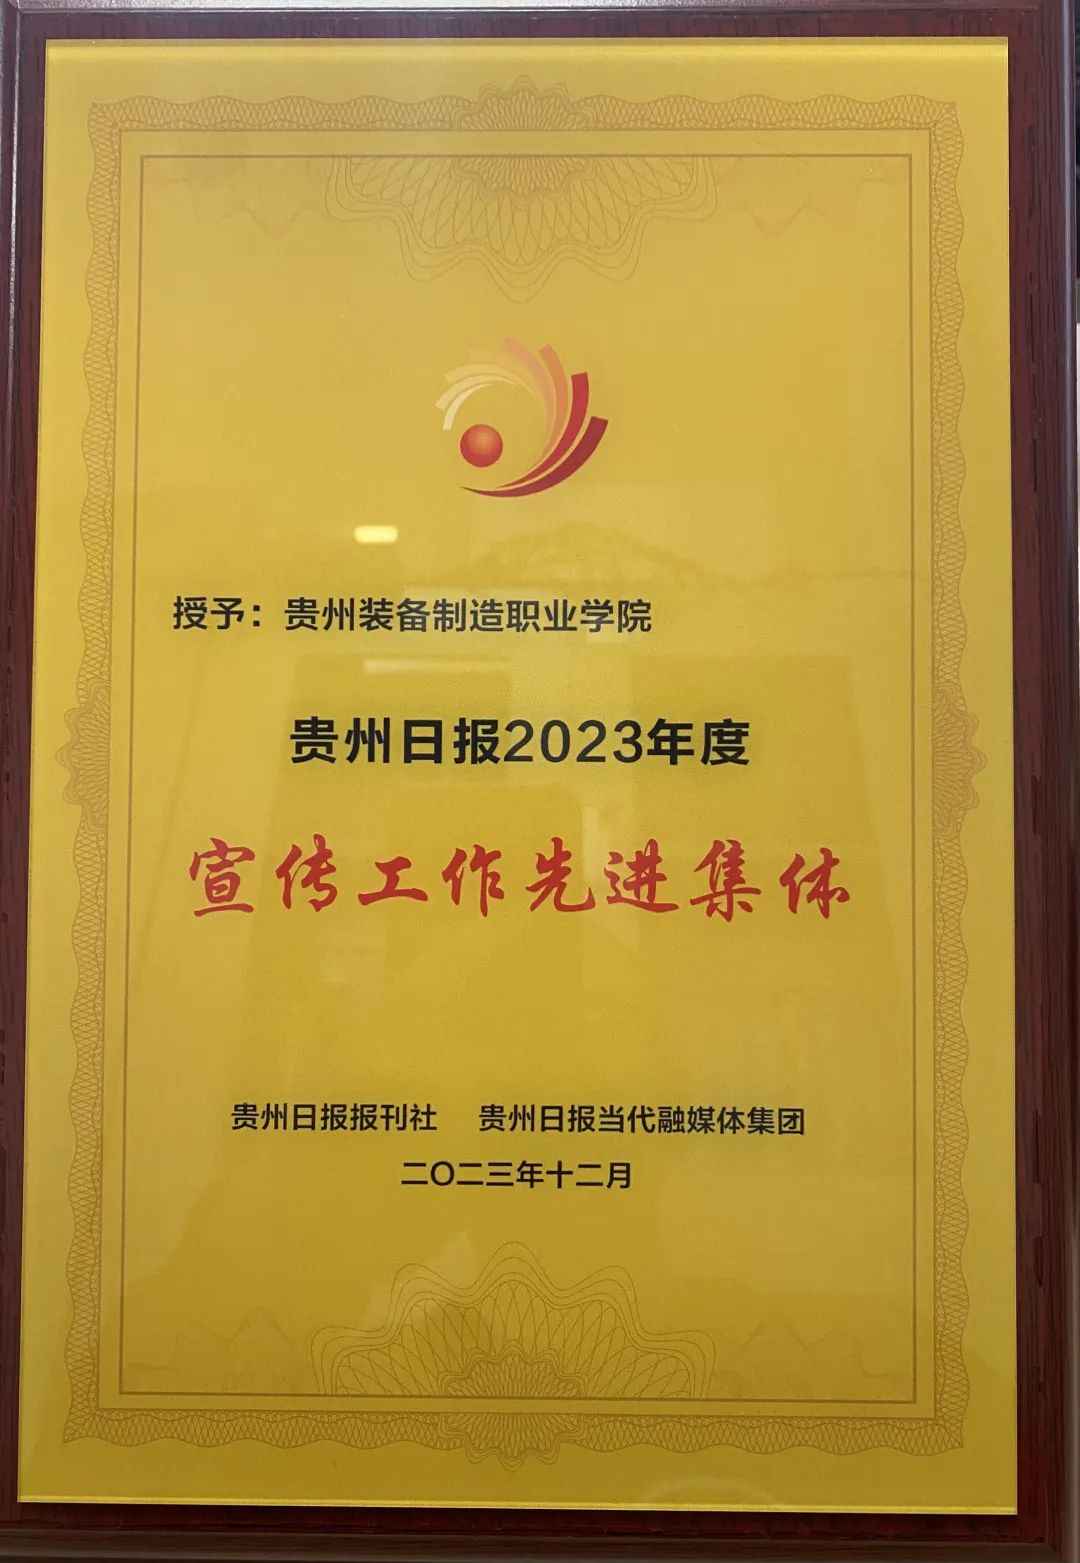 授予：贵州装备制造职业学院
贵州日报2023年度
宣传工作先进集体
贵州日报报刊社 贵州日报当代融媒体集团
二〇二三年十二月